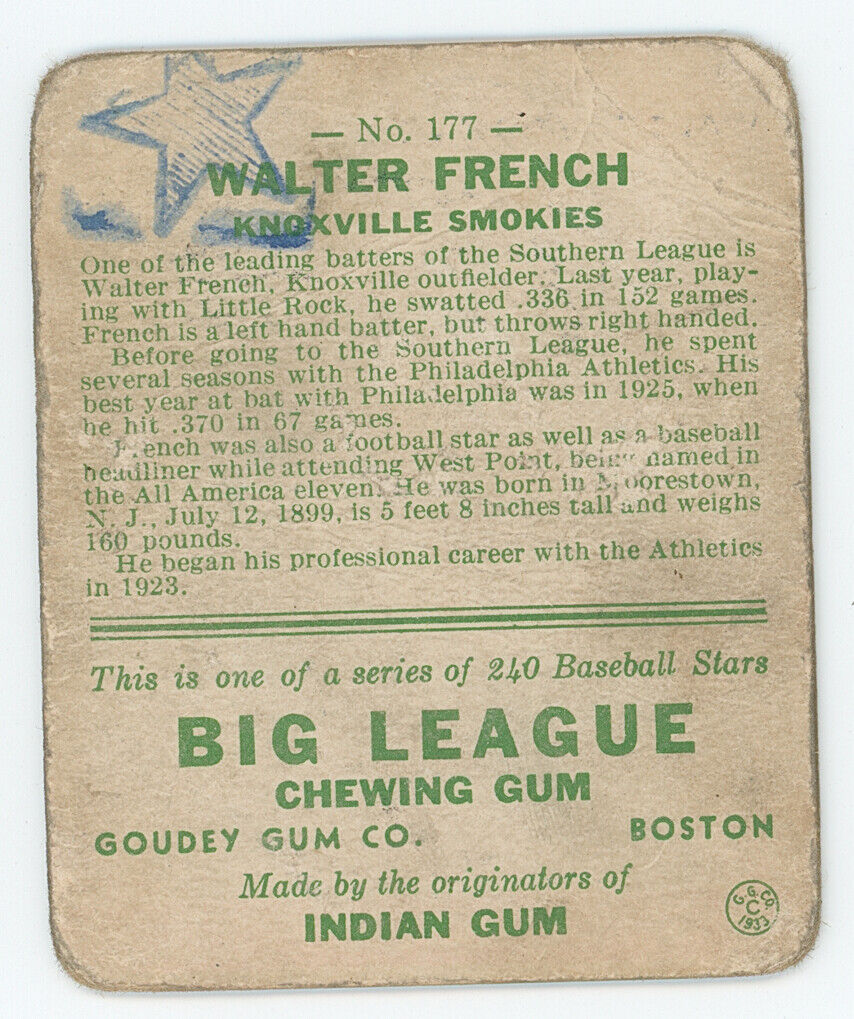 — No. 177 —
WALTER FRENCH
KNOXVILLE SMOKIES
One of the leading batters of the Southern League is
Walter French, Knoxville outfielder. Last year, play-
ing with Little Rock, he swatted .336 in 152 games.
French is a left hand batter, but throws right handed.
Before going to the Southern League, he spent
several seasons with the Philadelphia Athletics. His
best year at bat with Philadelphia was in 1925, when
he hit .370 in 67 games.
French was also a football star as well as a baseball
headliner while attending West Point, being named in
the All America eleven. He was born in Moorestown,
N. J., July 12, 1899, is 5 feet 8 inches tall and weighs
160 pounds.
He began his professional career with the Athletics
in 1923.
This is one of a series of 240 Baseball Stars
BIG LEAGUE
CHEWING GUM
GOUDEY GUM CO. BOSTON
Made by the originators of
INDIAN GUM
G. G. CO.
C
1933